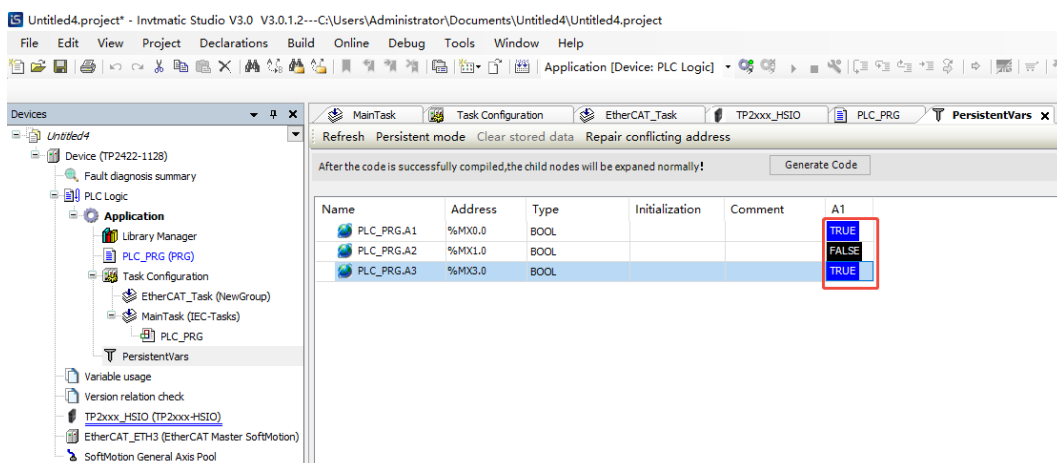 Untitled4.project* - Invtmatic Studio V3.0 V3.0.1.2---C:\Users\Administrator\Documents\Untitled4\Untitled4.project
File Edit View Project Declarations Build Online Debug Tools Window Help
Application [Device: PLC Logic]
Devices
MainTask Task Configuration EtherCAT_Task TP2xxx_HSIO PLC_PRG PersistentVars
Untitled4
Refresh Persistent mode Clear stored data Repair conflicting address
Device (TP2422-1128)
After the code is successfully compiled,the child nodes will be expaned normally!
Generate Code
Fault diagnosis summary
PLC Logic
Name Address Type Initialization Comment A1
Application
PLC_PRG.A1 %MX0.0 BOOL TRUE
Library Manager
PLC_PRG.A2 %MX1.0 BOOL FALSE
PLC_PRG (PRG)
PLC_PRG.A3 %MX3.0 BOOL TRUE
Task Configuration
EtherCAT_Task (NewGroup)
MainTask (IEC-Tasks)
PLC_PRG
PersistentVars
Variable usage
Version relation check
TP2xxx_HSIO (TP2xxx-HSIO)
EtherCAT_ETH3 (EtherCAT Master SoftMotion)
SoftMotion General Axis Pool